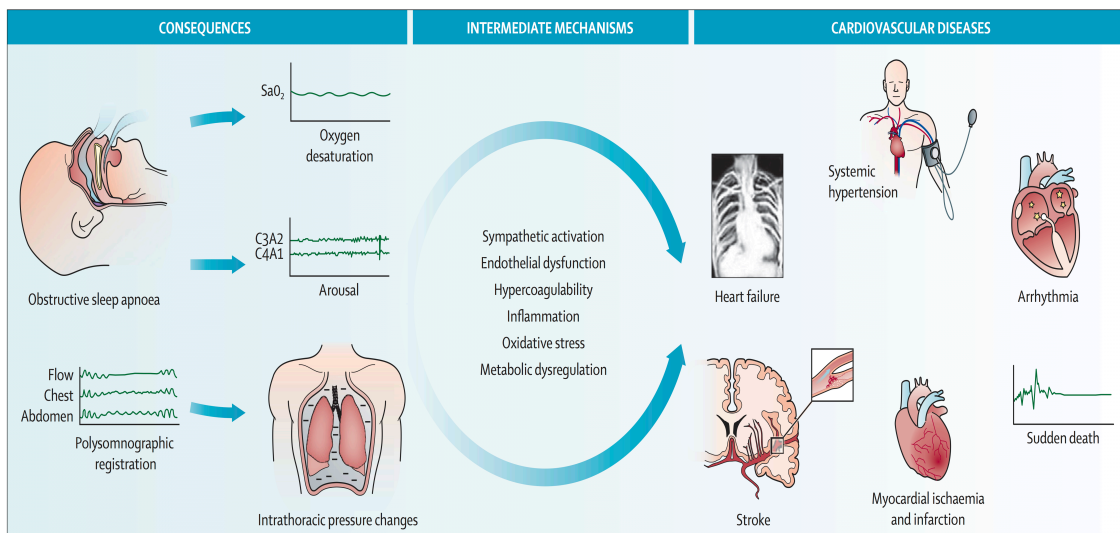 CONSEQUENCES
INTERMEDIATE MECHANISMS
CARDIOVASCULAR DISEASES
SaO₂
Oxygen
desaturation
C3A2
C4A1
Arousal
Obstructive sleep apnoea
Flow
Chest
Abdomen
Polysomnographic
registration
Intrathoracic pressure changes
Sympathetic activation
Endothelial dysfunction
Hypercoagulability
Inflammation
Oxidative stress
Metabolic dysregulation
Systemic
hypertension
Heart failure
Arrhythmia
Stroke
Myocardial ischaemia
and infarction
Sudden death